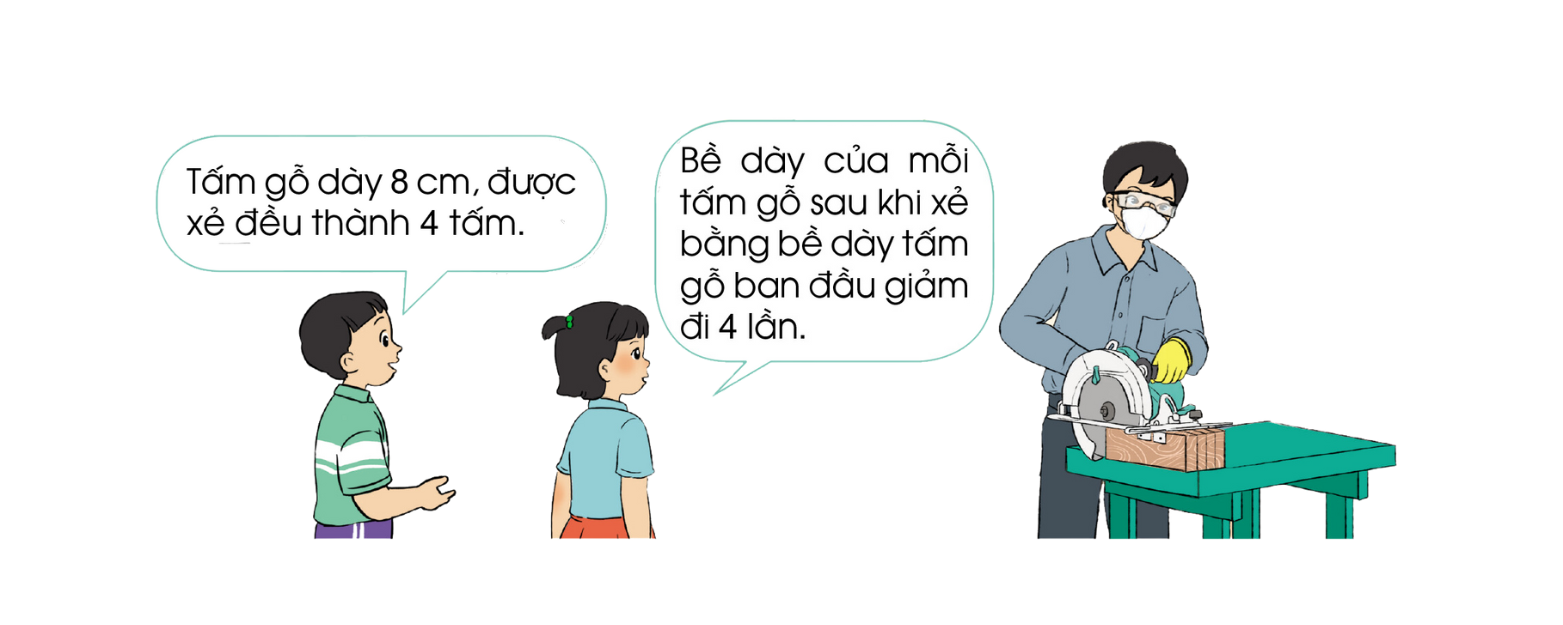 Tấm gỗ dày 8 cm, được
xẻ đều thành 4 tấm.
Bề dày của mỗi
tấm gỗ sau khi xẻ
bằng bề dày tấm
gỗ ban đầu giảm
đi 4 lần.